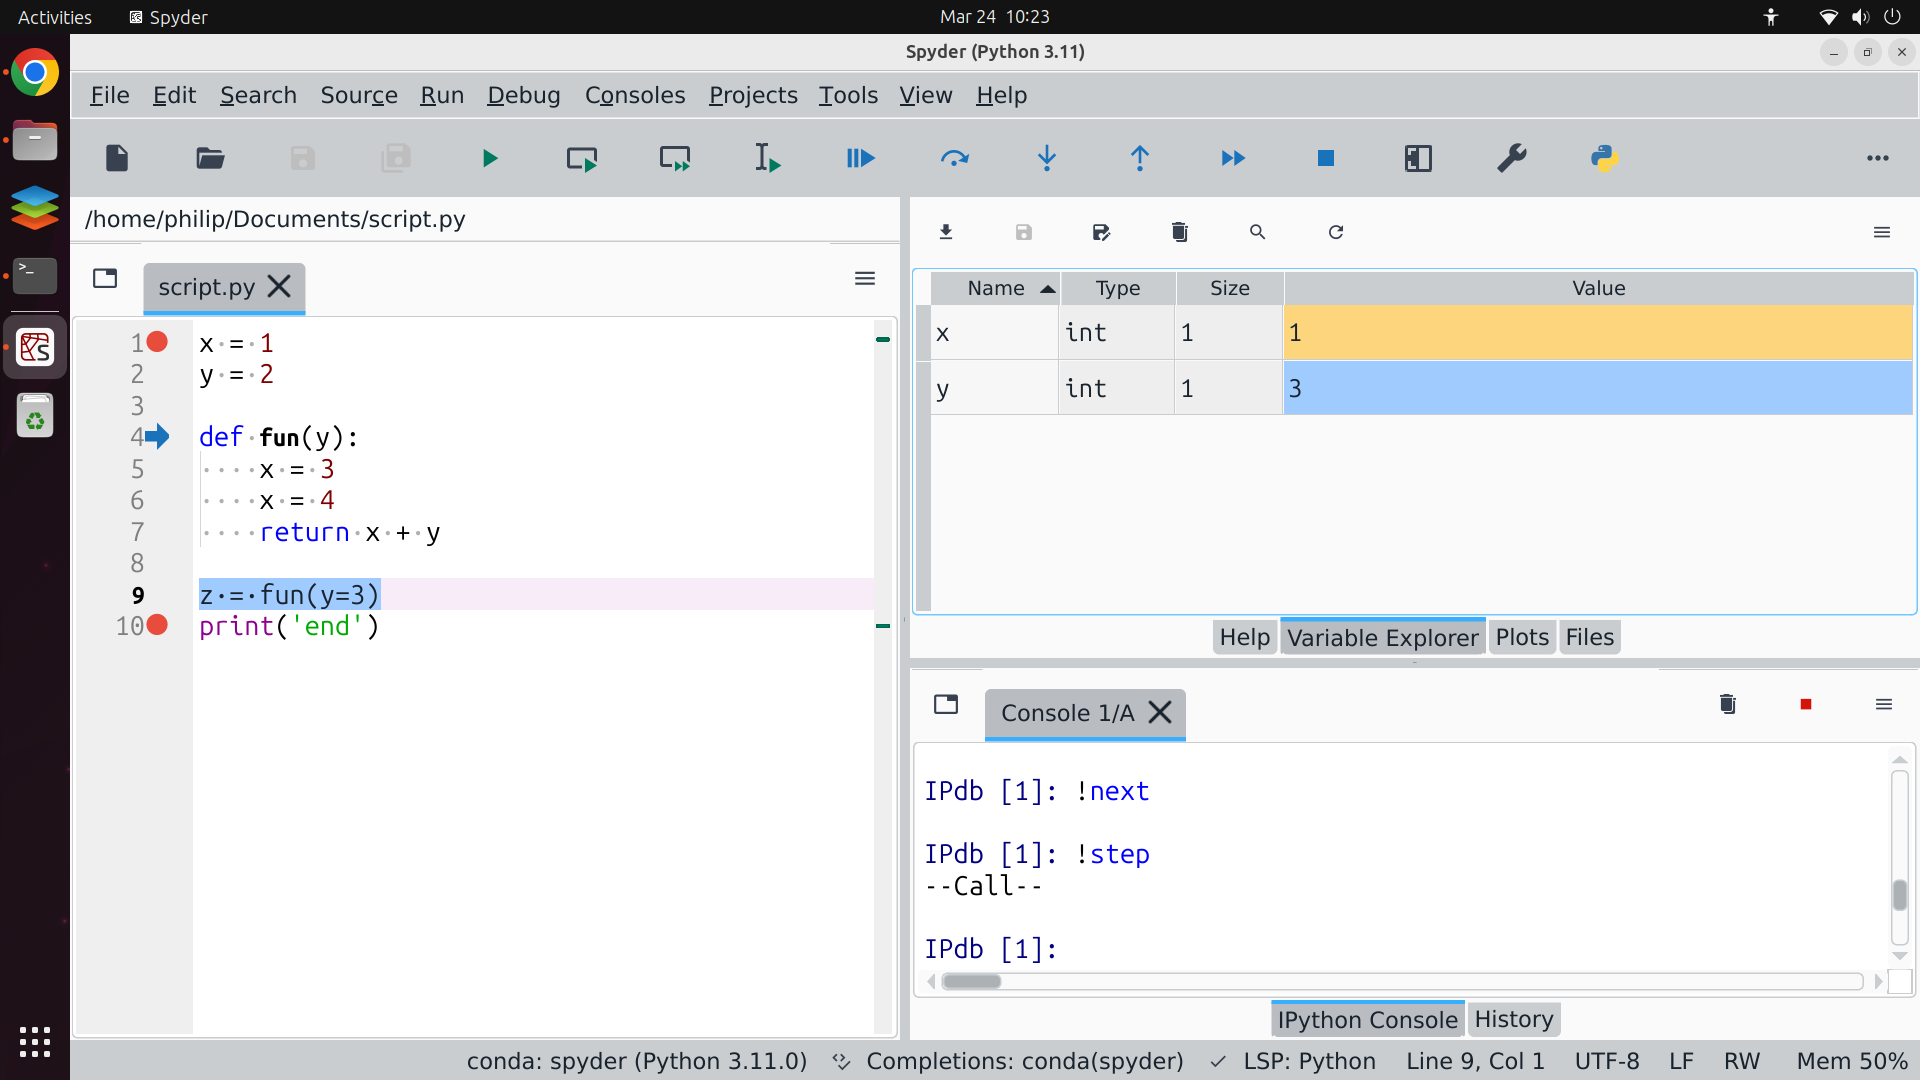 Activities Spyder Mar 24 10:23
Spyder (Python 3.11)
File Edit Search Source Run Debug Consoles Projects Tools View Help
/home/philip/Documents/script.py
script.py
1 x = 1
2 y = 2
3
4 def fun(y):
5 x = 3
6 x = 4
7 return x + y
8
9 z = fun(y=3)
10 print('end')
Name Type Size Value
x int 1 1
y int 1 3
Help Variable Explorer Plots Files
Console 1/A
IPdb [1]: !next
IPdb [1]: !step
--Call--
IPdb [1]:
IPython Console History
conda: spyder (Python 3.11.0) Completions: conda(spyder) LSP: Python Line 9, Col 1 UTF-8 LF RW Mem 50%